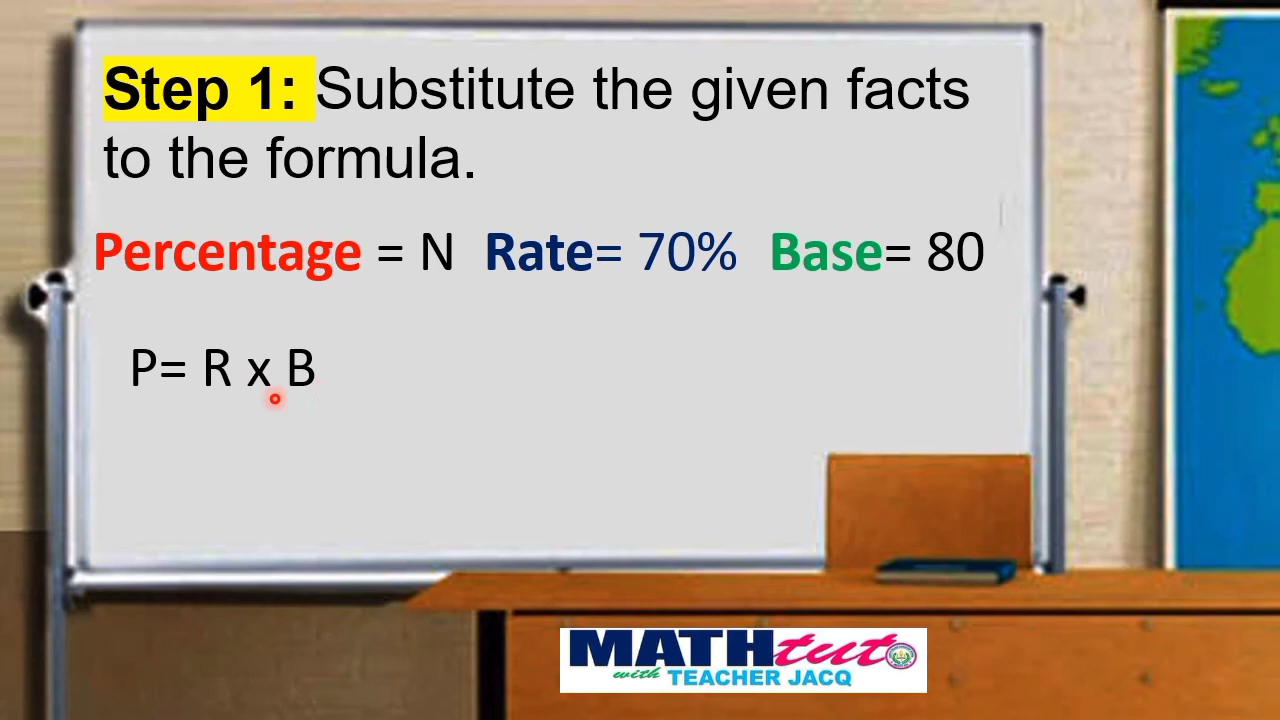 Step 1: Substitute the given facts
to the formula.
Percentage = N Rate= 70% Base= 80
P= R x B
MATHtuto
with TEACHER JACQ